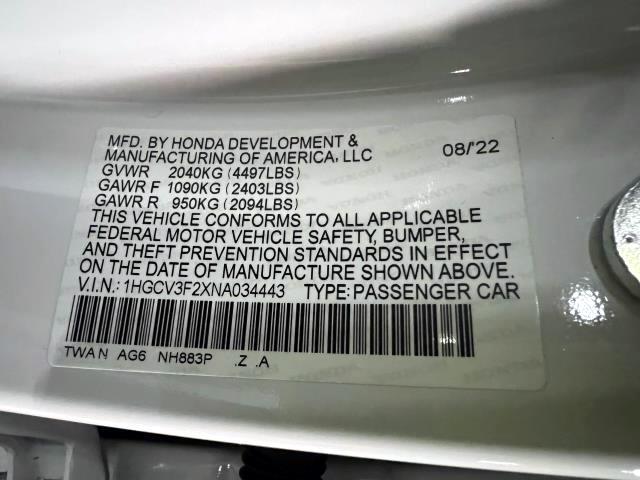 MFD. BY HONDA DEVELOPMENT & 08/'22
MANUFACTURING OF AMERICA, LLC
GVWR 2040KG (4497LBS)
GAWR F 1090KG (2403LBS)
GAWR R 950KG (2094LBS)
THIS VEHICLE CONFORMS TO ALL APPLICABLE
FEDERAL MOTOR VEHICLE SAFETY, BUMPER,
AND THEFT PREVENTION STANDARDS IN EFFECT
ON THE DATE OF MANUFACTURE SHOWN ABOVE.
V.I.N.: 1HGCV3F2XNA034443 TYPE: PASSENGER CAR
TWA N AG6 NH883P .Z .A